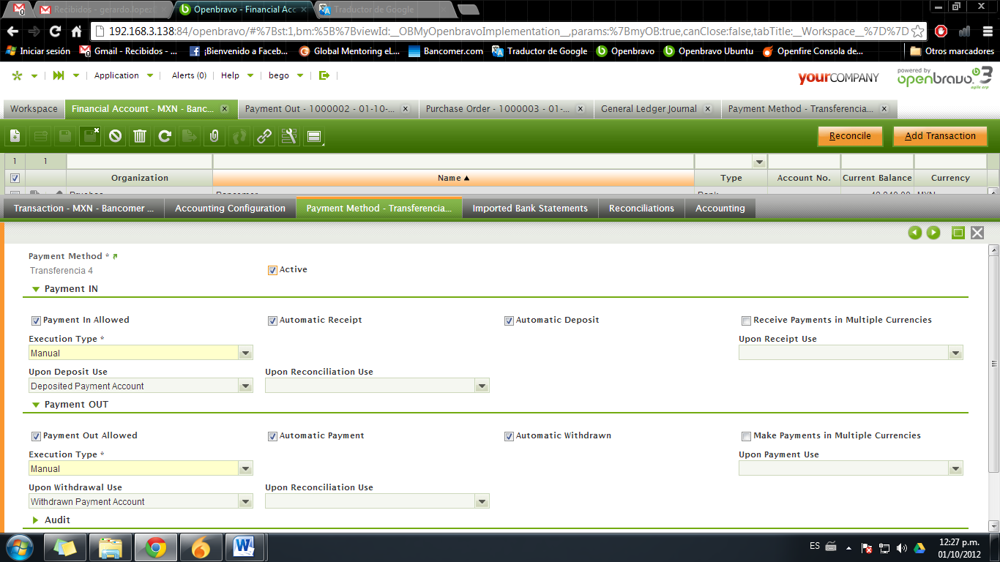 0 Recibidos - gerardo.lopez × Openbravo - Financial Acc × Traductor de Google ×
192.168.3.138:84/openbravo/#%7Bst:1,bm:%5B%7BviewId:__OBMyOpenbravoImplementation__,params:%7BmyOB:true,canClose:false,tabTitle:__Workspace__%7D%7D
Iniciar sesión Gmail - Recibidos - ... ¡Bienvenido a Faceb... Global Mentoring eL... Bancomer.com Traductor de Google Openbravo Openbravo Ubuntu Openfire Consola de... Otros marcadores
Application Alerts (0) Help bego yourCOMPANY powered by openbravo 3 agile erp
Workspace Financial Account - MXN - Banc... x Payment Out - 1000002 - 01-10-... x Purchase Order - 1000003 - 01-... x General Ledger Journal x Payment Method - Transferencia... x
Reconcile Add Transaction
1 1
Organization Name Type Account No. Current Balance Currency
Transaction - MXN - Bancomer ... Accounting Configuration Payment Method - Transferencia... Imported Bank Statements Reconciliations Accounting
Payment Method *
Transferencia 4 Active
Payment IN
Payment In Allowed Automatic Receipt Automatic Deposit Receive Payments in Multiple Currencies
Execution Type * Upon Receipt Use
Manual
Upon Deposit Use Upon Reconciliation Use
Deposited Payment Account
Payment OUT
Payment Out Allowed Automatic Payment Automatic Withdrawn Make Payments in Multiple Currencies
Execution Type * Upon Payment Use
Manual
Upon Withdrawal Use Upon Reconciliation Use
Withdrawn Payment Account
Audit
ES 12:27 p.m.
01/10/2012